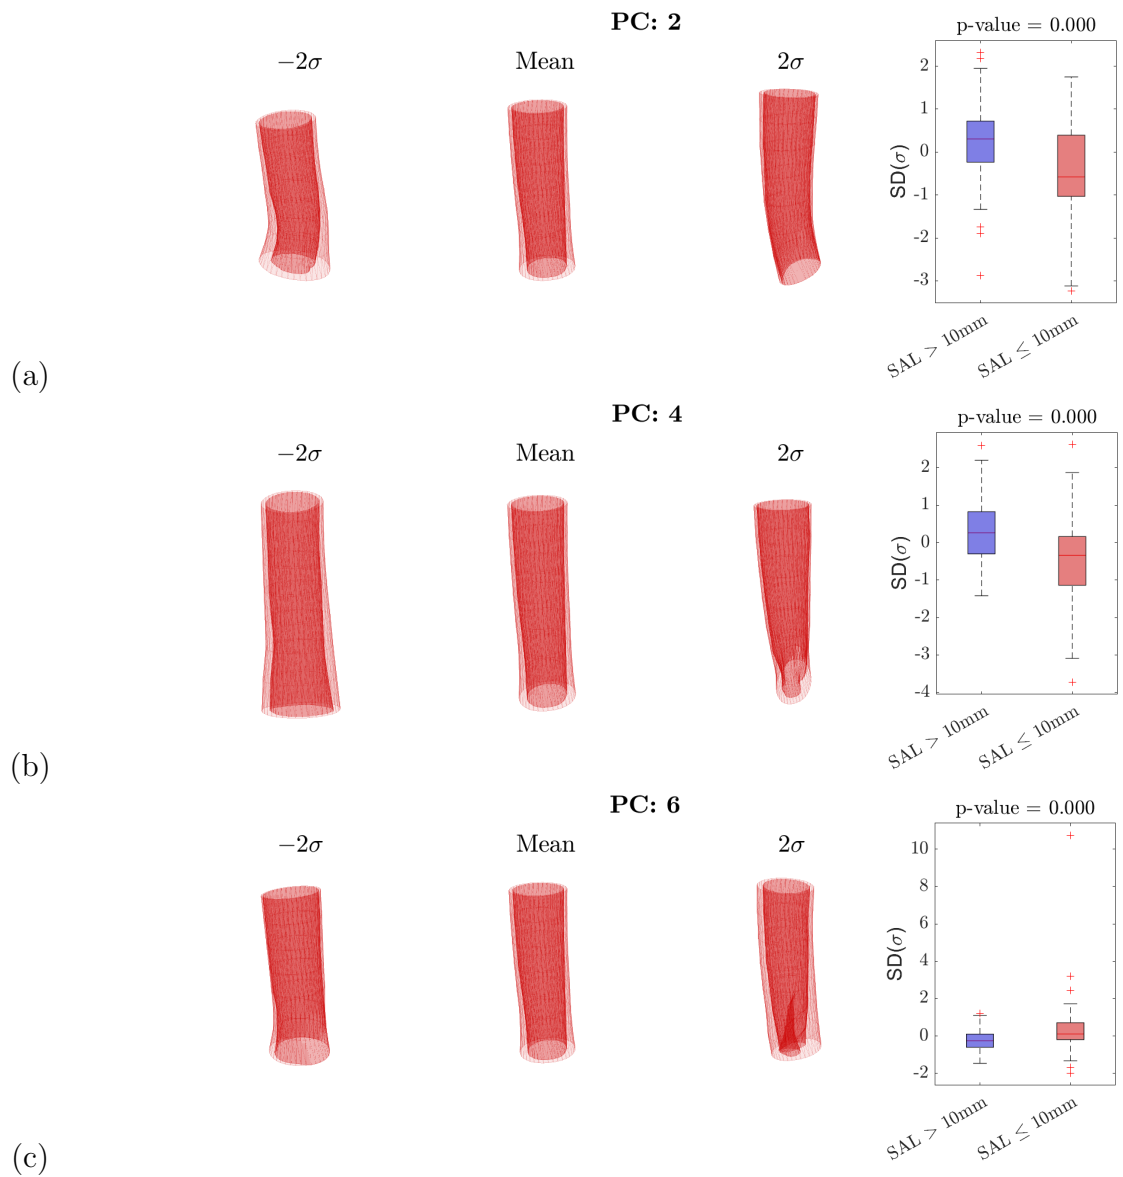 PC: 2
p-value = 0.000
−2σ
Mean
2σ
2
1
0
-1
-2
-3
SD(σ)
SAL > 10mm
SAL ≤ 10mm
(a)
PC: 4
p-value = 0.000
−2σ
Mean
2σ
2
1
0
-1
-2
-3
-4
SD(σ)
SAL > 10mm
SAL ≤ 10mm
(b)
PC: 6
p-value = 0.000
−2σ
Mean
2σ
10
8
6
4
2
0
-2
SD(σ)
SAL > 10mm
SAL ≤ 10mm
(c)